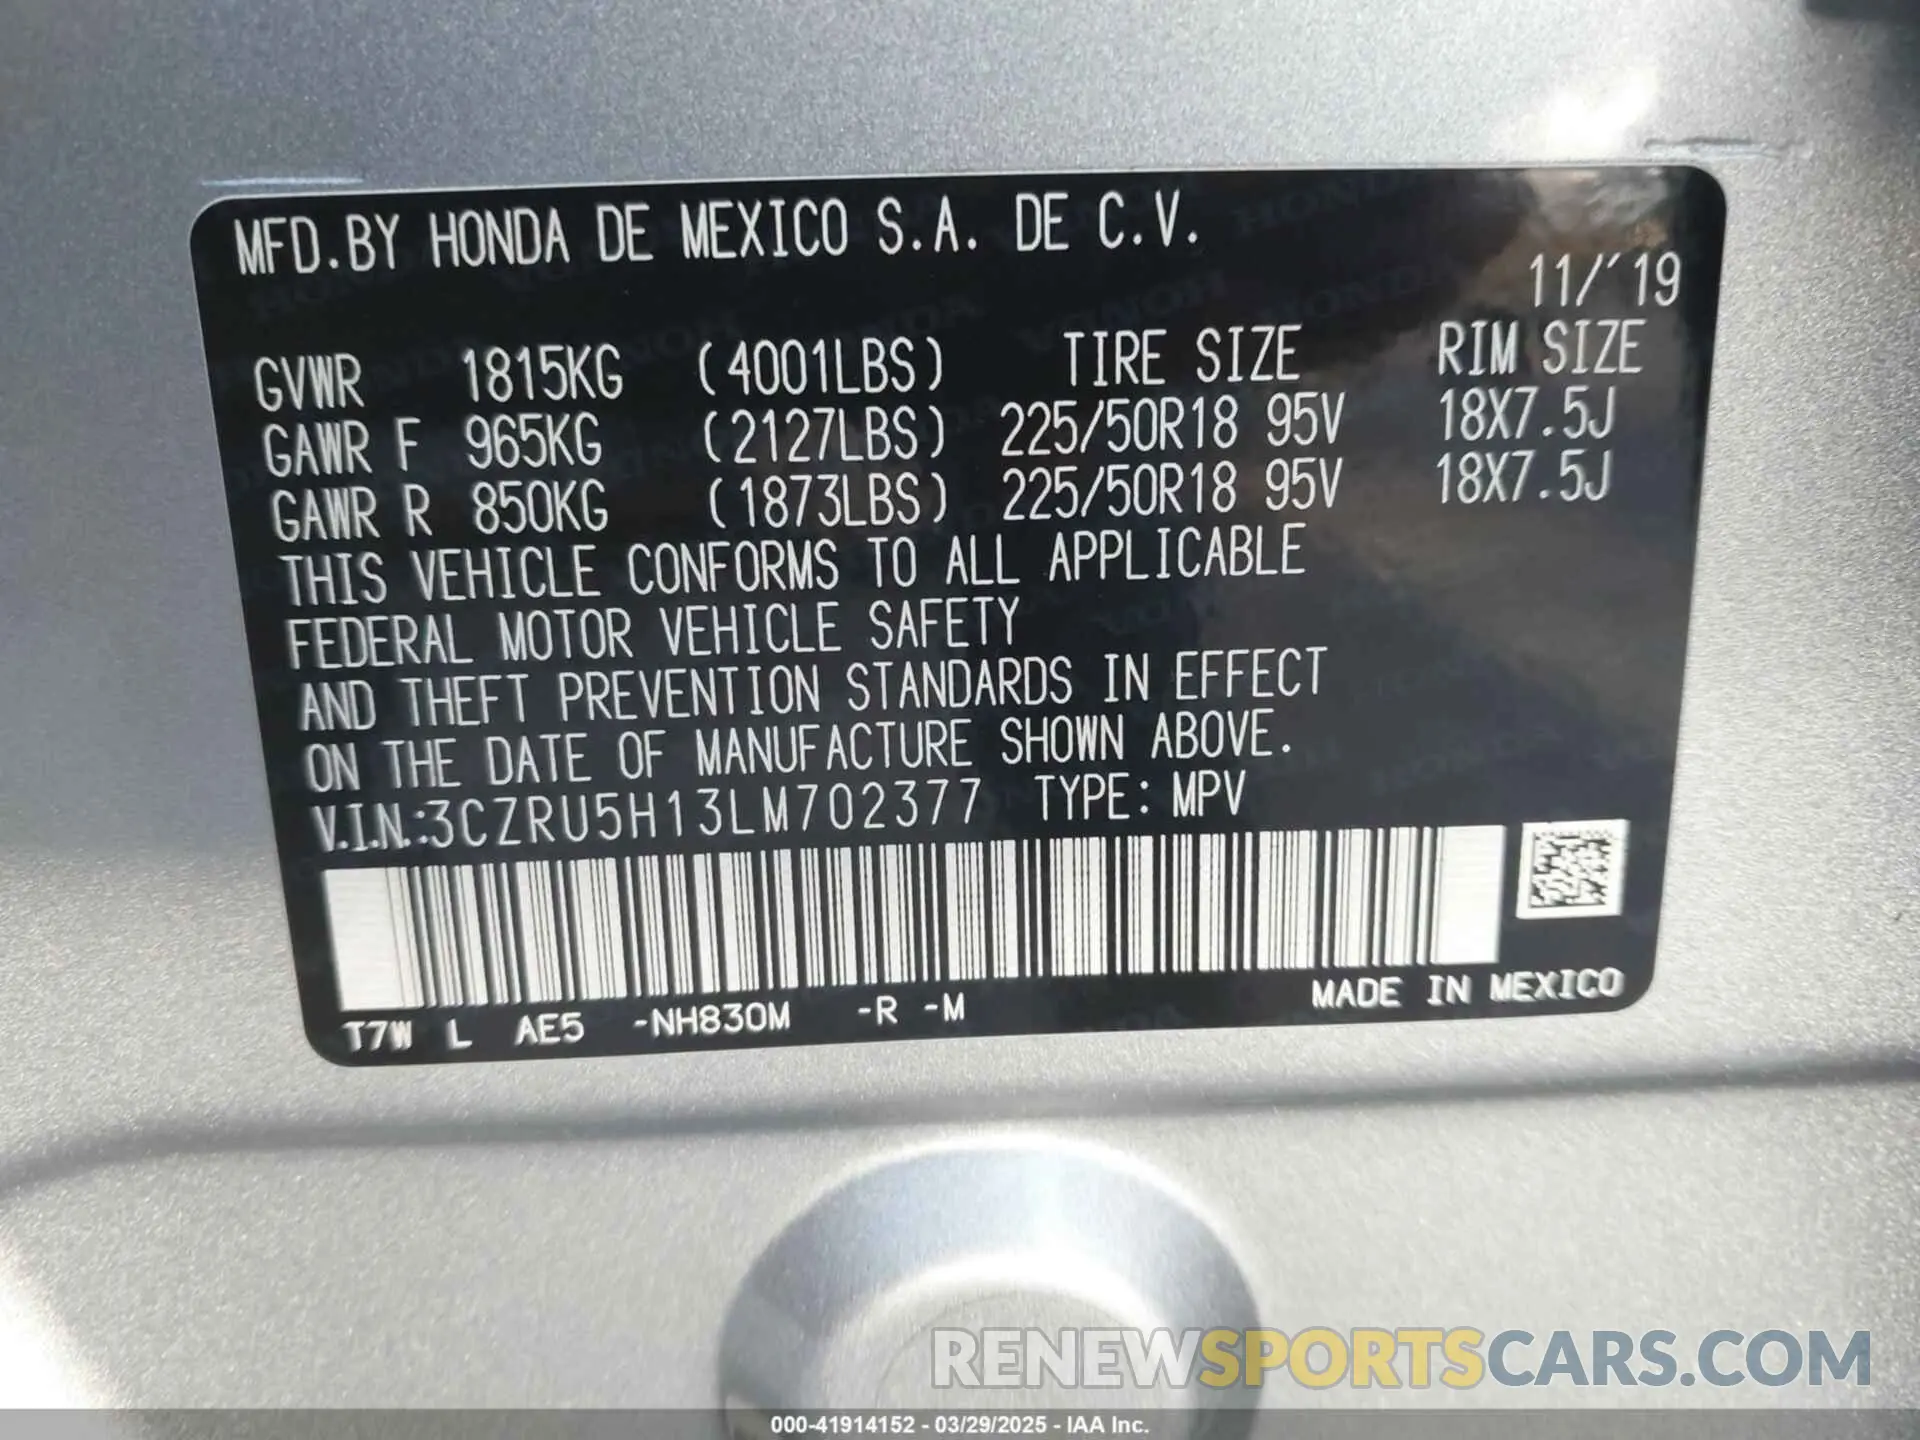 MFD.BY HONDA DE MEXICO S.A. DE C.V.
11/'19
GVWR 1815KG (4001LBS) TIRE SIZE RIM SIZE
GAWR F 965KG (2127LBS) 225/50R18 95V 18X7.5J
GAWR R 850KG (1873LBS) 225/50R18 95V 18X7.5J
THIS VEHICLE CONFORMS TO ALL APPLICABLE
FEDERAL MOTOR VEHICLE SAFETY
AND THEFT PREVENTION STANDARDS IN EFFECT
ON THE DATE OF MANUFACTURE SHOWN ABOVE.
V.I.N.:3CZRU5H13LM702377 TYPE: MPV
MADE IN MEXICO
T7W L AE5 -NH830M -R -M
RENEWSPORTSCARS.COM
000-41914152 - 03/29/2025 - IAA Inc.